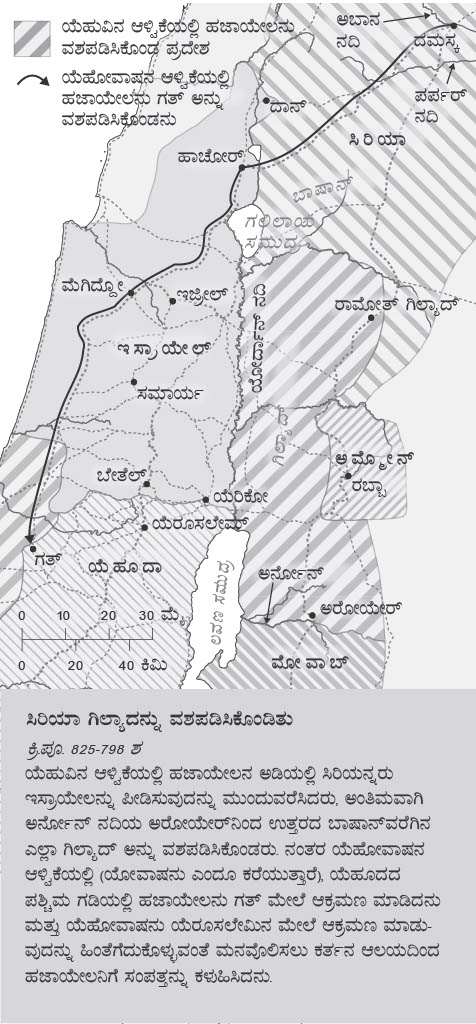 ಯೆಹುವಿನ ಆಳ್ವಿಕೆಯಲ್ಲಿ ಹಜಾಯೇಲನು
ವಶಪಡಿಸಿಕೊಂಡ ಪ್ರದೇಶ
ಯೆಹೋವಾಷನ ಆಳ್ವಿಕೆಯಲ್ಲಿ
ಹಜಾಯೇಲನು ಗತ್ ಅನ್ನು
ವಶಪಡಿಸಿಕೊಂಡನು
ಅಬಾನ
ನದಿ
ದಮಸ್ಕ
ಪರ್ಪರ್
ನದಿ
ದಾನ್
ಸಿರಿಯಾ
ಹಾಚೋರ್
ಬಾಷಾನ್
ಗಲಿಲಾಯ
ಸಮುದ್ರ
ಮೆಗಿದ್ದೋ
ಇಜ್ರೇಲ್
ರಾಮೋತ್ ಗಿಲ್ಯಾದ್
ಇಸ್ರಾಯೇಲ್
ಸಮಾರ್ಯ
ಗಿಲ್ಯಾದ್
ಅಮ್ಮೋನ್
ರಬ್ಬಾ
ಬೇತೆಲ್
ಯೆರಿಕೋ
ಯೆರೂಸಲೇಮ್
ಗತ್
ಯೆಹೂದಾ
ಲವಣ ಸಮುದ್ರ
ಅರ್ನೋನ್
ಅರೋಯೇರ್
ಮೋವಾಬ್
0 10 20 30 ಮೈ.
0 20 40 ಕಿಮಿ
ಸಿರಿಯಾ ಗಿಲ್ಯಾದನ್ನು ವಶಪಡಿಸಿಕೊಂಡಿತು
ಕ್ರಿ.ಪೂ. 825-798 ಶ
ಯೆಹುವಿನ ಆಳ್ವಿಕೆಯಲ್ಲಿ ಹಜಾಯೇಲನ ಅಡಿಯಲ್ಲಿ ಸಿರಿಯನ್ನರು
ಇಸ್ರಾಯೇಲನ್ನು ಪೀಡಿಸುವುದನ್ನು ಮುಂದುವರೆಸಿದರು, ಅಂತಿಮವಾಗಿ
ಅರ್ನೋನ್ ನದಿಯ ಅರೋಯೇರ್‌ನಿಂದ ಉತ್ತರದ ಬಾಷಾನ್‌ವರೆಗಿನ
ಎಲ್ಲಾ ಗಿಲ್ಯಾದ್ ಅನ್ನು ವಶಪಡಿಸಿಕೊಂಡರು. ನಂತರ ಯೆಹೋವಾಷನ
ಆಳ್ವಿಕೆಯಲ್ಲಿ (ಯೋವಾಷನು ಎಂದೂ ಕರೆಯುತ್ತಾರೆ), ಯೆಹೂದದ
ಪಶ್ಚಿಮ ಗಡಿಯಲ್ಲಿ ಹಜಾಯೇಲನು ಗತ್ ಮೇಲೆ ಆಕ್ರಮಣ ಮಾಡಿದನು
ಮತ್ತು ಯೆಹೋವಾಷನು ಯೆರೂಸಲೇಮಿನ ಮೇಲೆ ಆಕ್ರಮಣ ಮಾಡು-
ವುದನ್ನು ಹಿಂತೆಗೆದುಕೊಳ್ಳುವಂತೆ ಮನವೊಲಿಸಲು ಕರ್ತನ ಆಲಯದಿಂದ
ಹಜಾಯೇಲನಿಗೆ ಸಂಪತ್ತನ್ನು ಕಳುಹಿಸಿದನು.